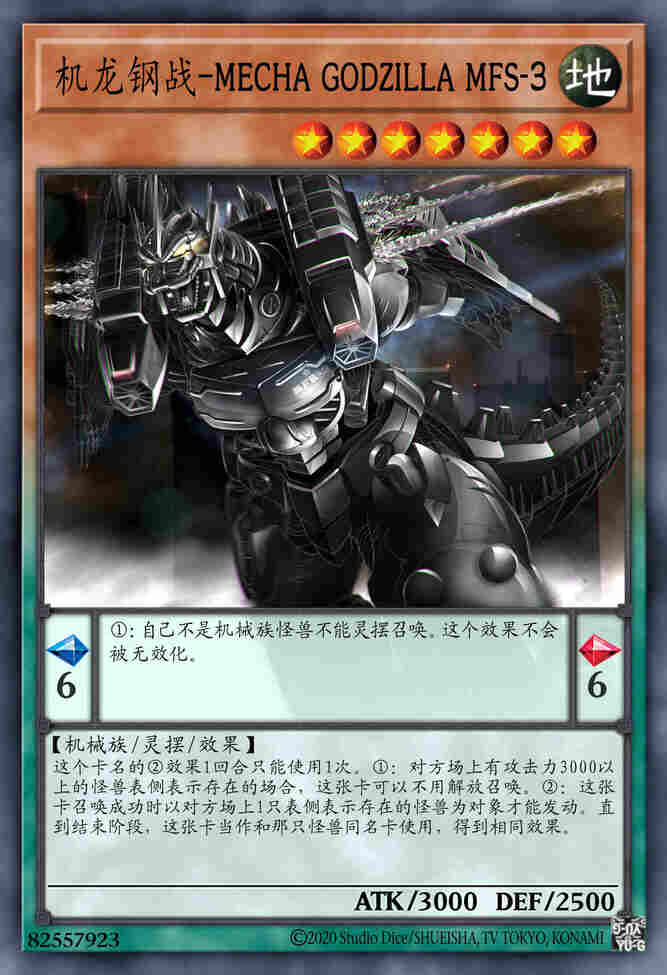 机龙钢战-MECHA GODZILLA MFS-3
地
①：自己不是机械族怪兽不能灵摆召唤。这个效果不会
被无效化。
6
6
【机械族/灵摆/效果】
这个卡名的②效果1回合只能使用1次。①：对方场上有攻击力3000以
上的怪兽表侧表示存在的场合，这张卡可以不用解放召唤。②：这张
卡召唤成功时以对方场上1只表侧表示存在的怪兽为对象才能发动。直
到结束阶段，这张卡当作和那只怪兽同名卡使用，得到相同效果。
ATK/3000 DEF/2500
82557923
©2020 Studio Dice/SHUEISHA, TV TOKYO, KONAMI